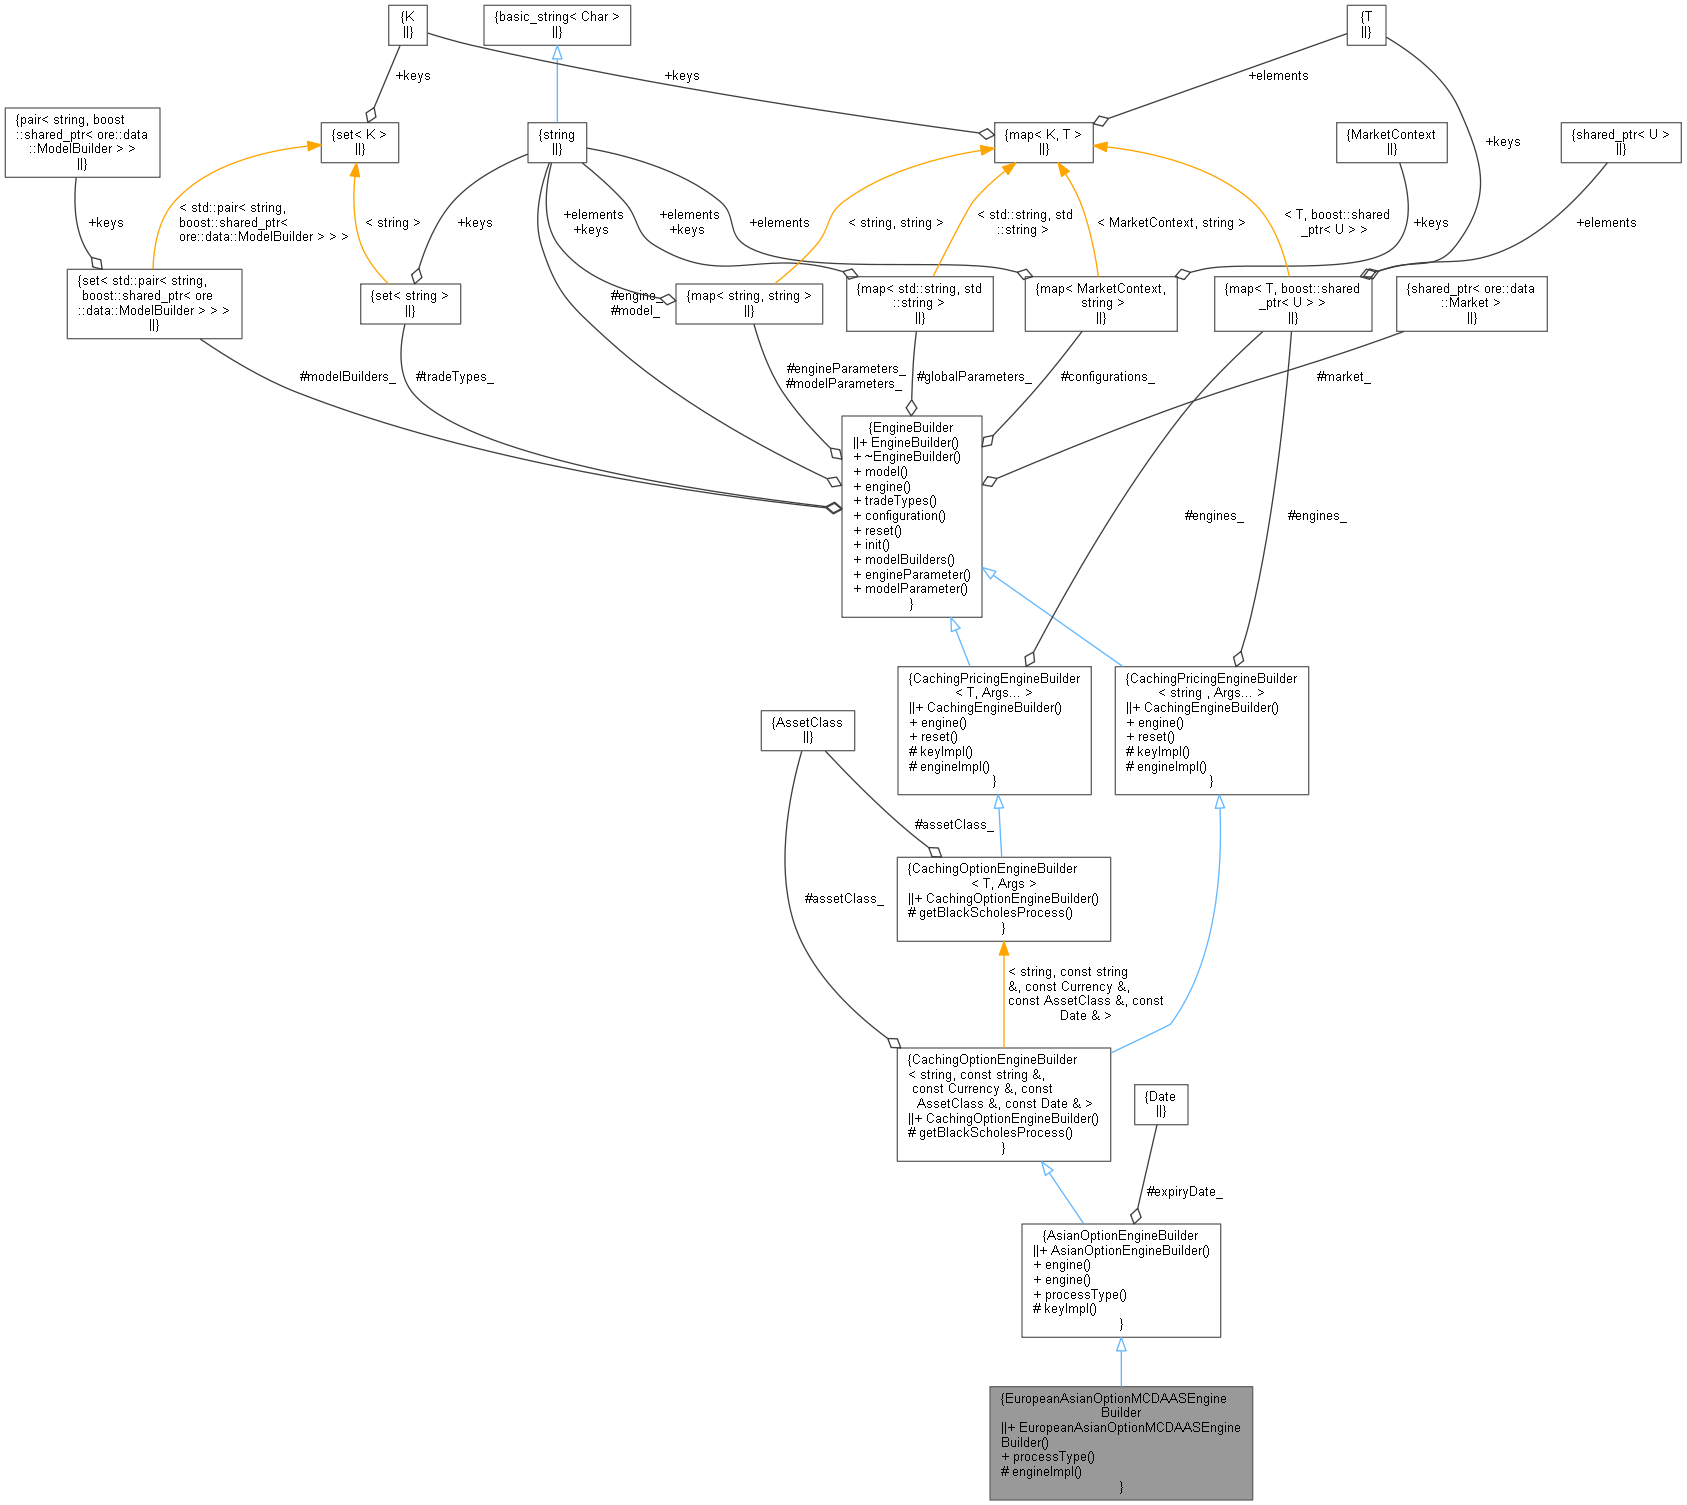 {K
||}
{basic_string< Char >
||}
{T
||}
+keys
+keys
+elements
{pair< string, boost
::shared_ptr< ore::data
::ModelBuilder > >
||}
{set< K >
||}
{string
||}
{map< K, T >
||}
{MarketContext
||}
{shared_ptr< U >
||}
+keys
+keys
< std::pair< string,
boost::shared_ptr<
ore::data::ModelBuilder > > >
< string >
+keys
+elements
+keys
+elements
+keys
+elements
< string, string >
< std::string, std
::string >
< MarketContext, string >
< T, boost::shared
_ptr< U > >
+keys
+elements
{set< std::pair< string,
boost::shared_ptr< ore
::data::ModelBuilder > > >
||}
{set< string >
||}
#engine_
#model_
{map< string, string >
||}
{map< std::string, std
::string >
||}
{map< MarketContext,
string >
||}
{map< T, boost::shared
_ptr< U > >
||}
{shared_ptr< ore::data
::Market >
||}
#modelBuilders_
#tradeTypes_
#engineParameters_
#modelParameters_
#globalParameters_
#configurations_
#market_
{EngineBuilder
||+ EngineBuilder()
+ ~EngineBuilder()
+ model()
+ engine()
+ tradeTypes()
+ configuration()
+ reset()
+ init()
+ modelBuilders()
+ engineParameter()
+ modelParameter()
}
#engines_
#engines_
{CachingPricingEngineBuilder
< T, Args... >
||+ CachingEngineBuilder()
+ engine()
+ reset()
# keyImpl()
# engineImpl()
}
{CachingPricingEngineBuilder
< string , Args... >
||+ CachingEngineBuilder()
+ engine()
+ reset()
# keyImpl()
# engineImpl()
}
{AssetClass
||}
#assetClass_
#assetClass_
{CachingOptionEngineBuilder
< T, Args >
||+ CachingOptionEngineBuilder()
# getBlackScholesProcess()
}
< string, const string
&, const Currency &,
const AssetClass &, const
Date & >
{CachingOptionEngineBuilder
< string, const string &,
const Currency &, const
AssetClass &, const Date & >
||+ CachingOptionEngineBuilder()
# getBlackScholesProcess()
}
{Date
||}
#expiryDate_
{AsianOptionEngineBuilder
||+ AsianOptionEngineBuilder()
+ engine()
+ engine()
+ processType()
# keyImpl()
}
{EuropeanAsianOptionMCDAASEngine
Builder
||+ EuropeanAsianOptionMCDAASEngine
Builder()
+ processType()
# engineImpl()
}